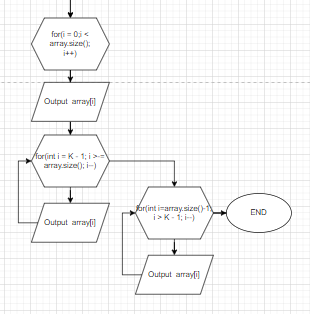 for(i = 0;i <
array.size();
i++)
Output array[i]
for(int i = K - 1; i >-=
array.size(); i--)
for(int i=array.size()-1;
i > K - 1; i--)
END
Output array[i]
Output array[i]